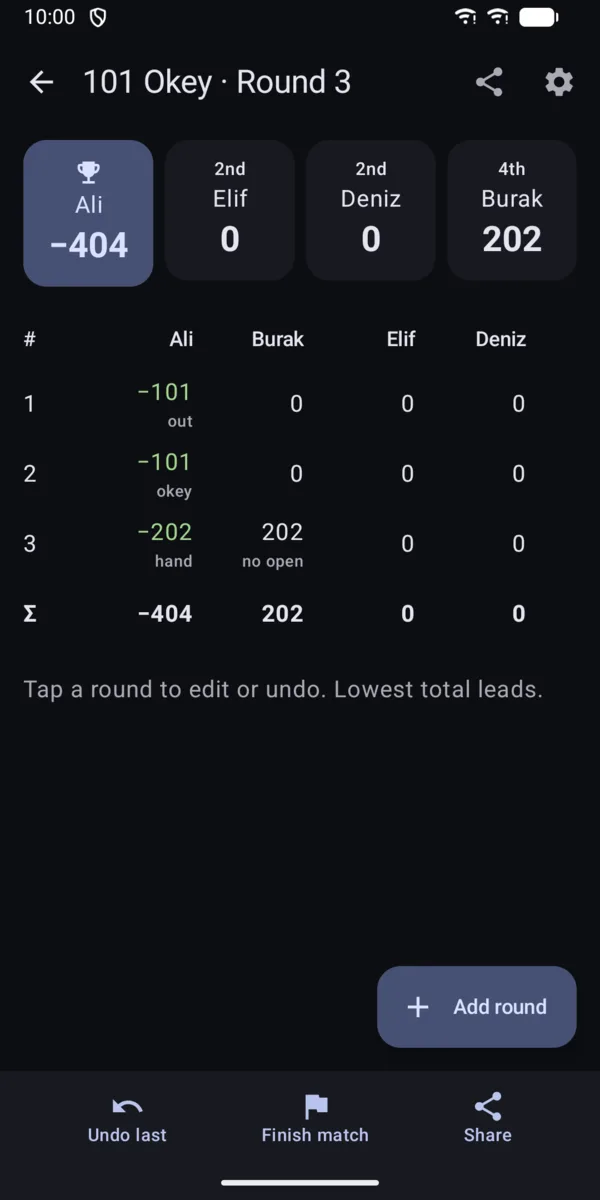 10:00
101 Okey · Round 3
Ali
−404
2nd
Elif
0
2nd
Deniz
0
4th
Burak
202
# Ali Burak Elif Deniz
1 −101 0 0 0
out
2 −101 0 0 0
okey
3 −202 202 0 0
hand no open
Σ −404 202 0 0
Tap a round to edit or undo. Lowest total leads.
Add round
Undo last Finish match Share